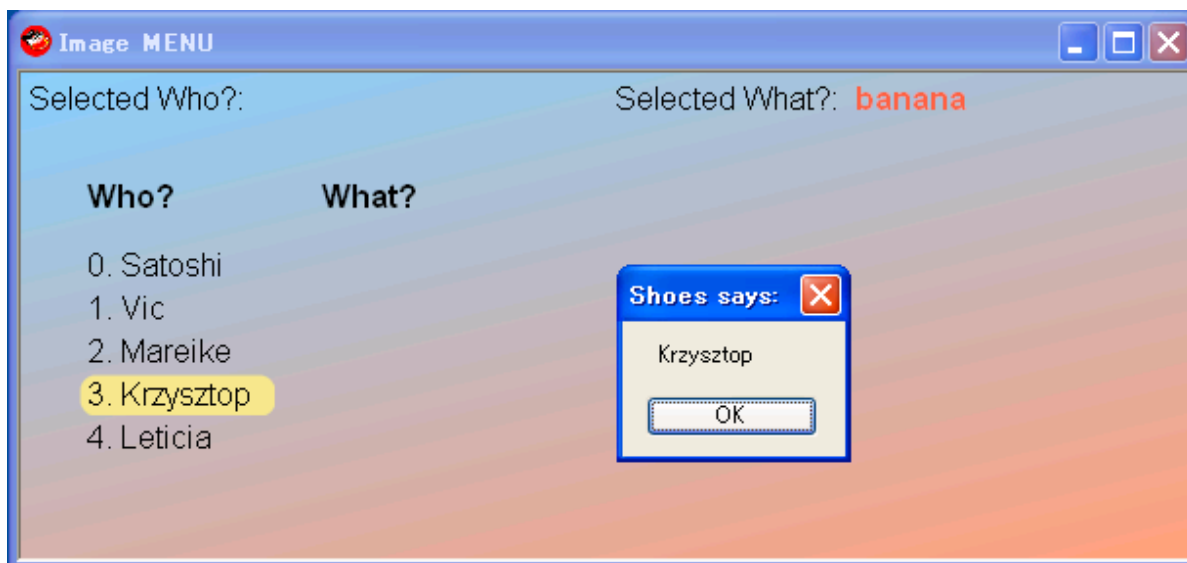 Image MENU
Selected Who?: Selected What?: banana
Who? What?
0. Satoshi
1. Vic
2. Mareike
3. Krzysztop
4. Leticia
Shoes says:
Krzysztop
OK